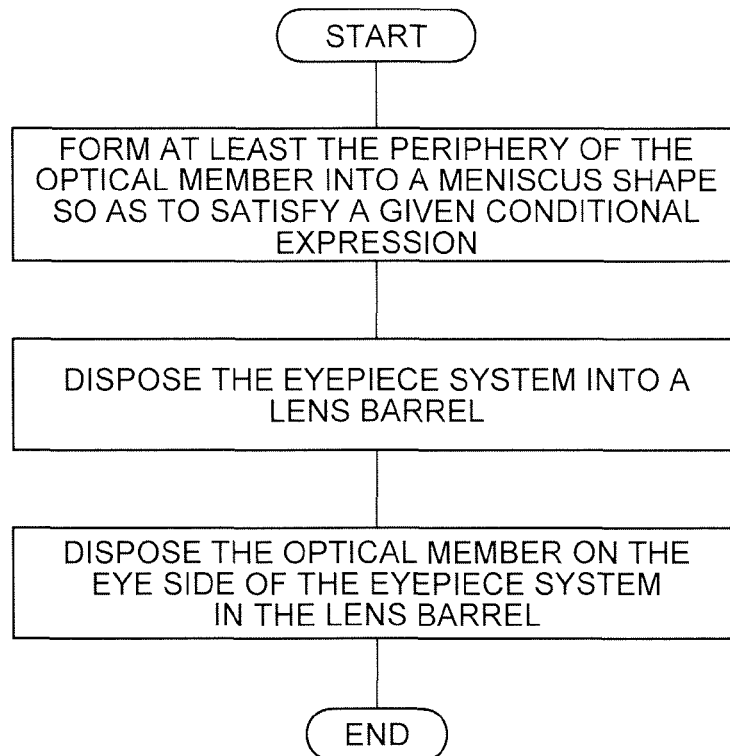 START
FORM AT LEAST THE PERIPHERY OF THE
OPTICAL MEMBER INTO A MENISCUS SHAPE
SO AS TO SATISFY A GIVEN CONDITIONAL
EXPRESSION
DISPOSE THE EYEPIECE SYSTEM INTO A
LENS BARREL
DISPOSE THE OPTICAL MEMBER ON THE
EYE SIDE OF THE EYEPIECE SYSTEM
IN THE LENS BARREL
END